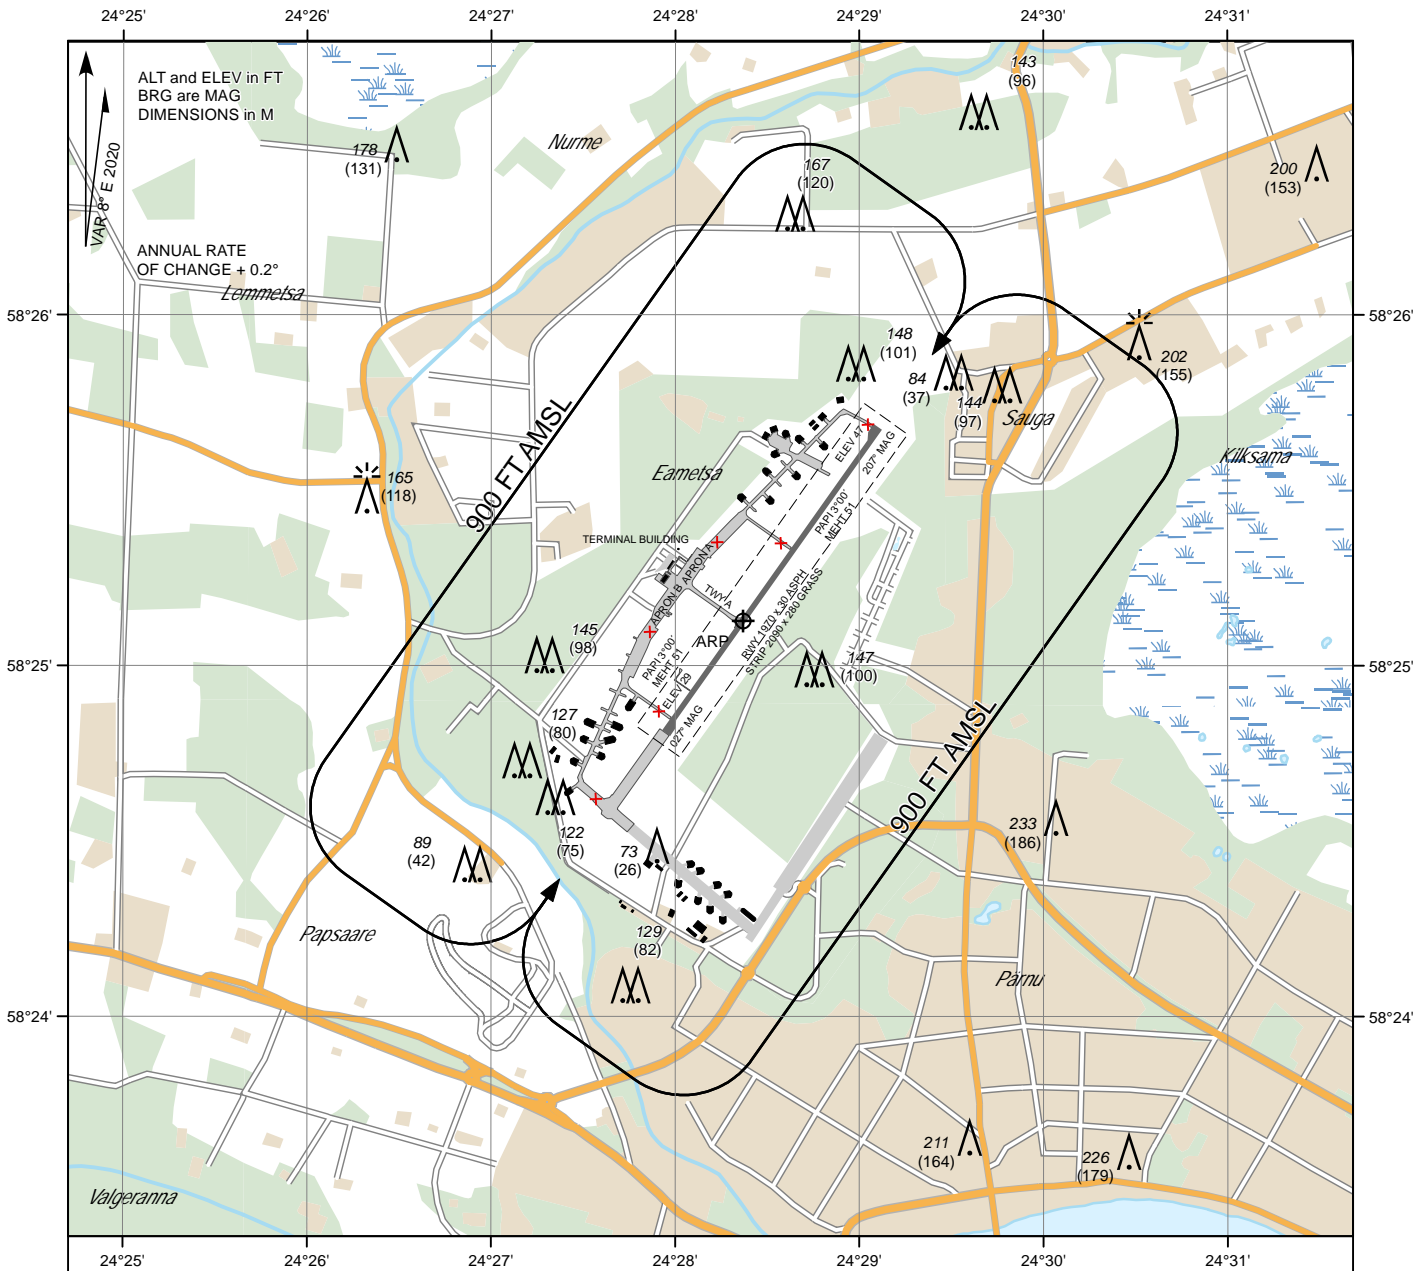 24°25'
24°26'
24°27'
24°28'
24°29'
24°30'
24°31'
ALT and ELEV in FT
BRG are MAG
DIMENSIONS in M
VAR 8° E 2020
ANNUAL RATE
OF CHANGE + 0.2°
143
(96)
Nurme
178
(131)
167
(120)
200
(153)
Lemmetsa
58°26'
58°26'
148
(101)
84
(37)
144
(97)
202
(155)
Sauga
900 FT AMSL
ELEV 47
207° MAG
Eametsa
Kilksama
165
(118)
PAPI 3°00'
MEHT 51
TERMINAL BUILDING
APRON A
APRON B
TWY A
RWY 1970 x 30 ASPH
STRIP 2090 x 280 GRASS
ARP
145
(98)
PAPI 3°00'
MEHT 51
ELEV 29
147
(100)
58°25'
58°25'
027° MAG
127
(80)
900 FT AMSL
122
(75)
73
(26)
233
(186)
89
(42)
129
(82)
Papsaare
Pärnu
58°24'
58°24'
211
(164)
226
(179)
Valgeranna
24°25'
24°26'
24°27'
24°28'
24°29'
24°30'
24°31'